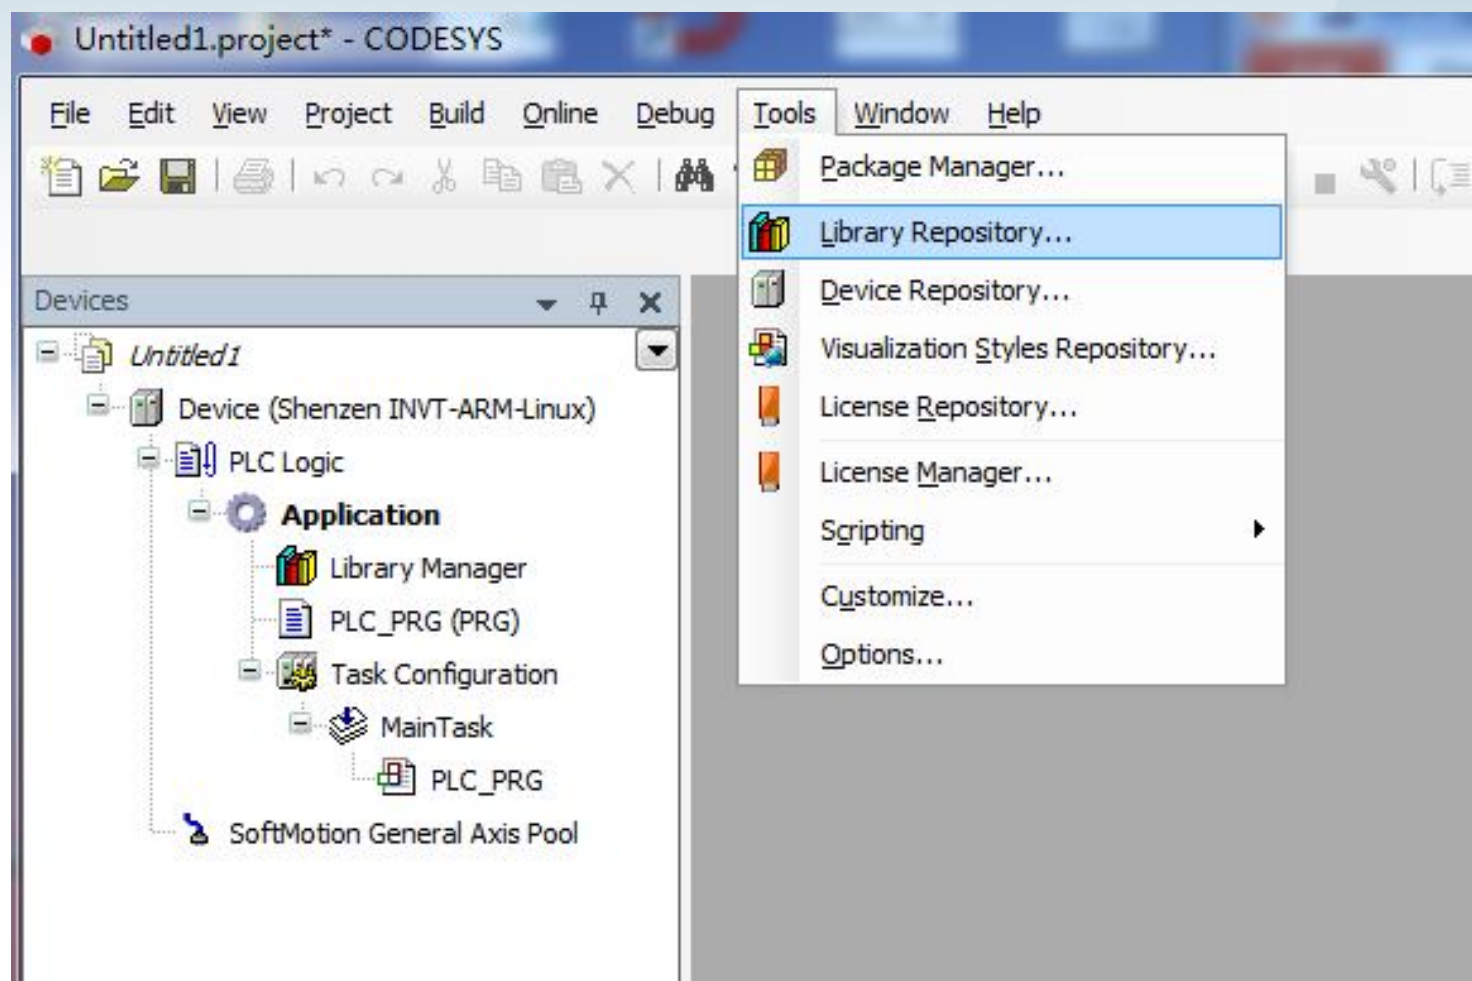 Untitled1.project* - CODESYS
File Edit View Project Build Online Debug Tools Window Help
Package Manager...
Library Repository...
Device Repository...
Visualization Styles Repository...
License Repository...
License Manager...
Scripting
Customize...
Options...
Devices
Untitled1
Device (Shenzen INVT-ARM-Linux)
PLC Logic
Application
Library Manager
PLC_PRG (PRG)
Task Configuration
MainTask
PLC_PRG
SoftMotion General Axis Pool